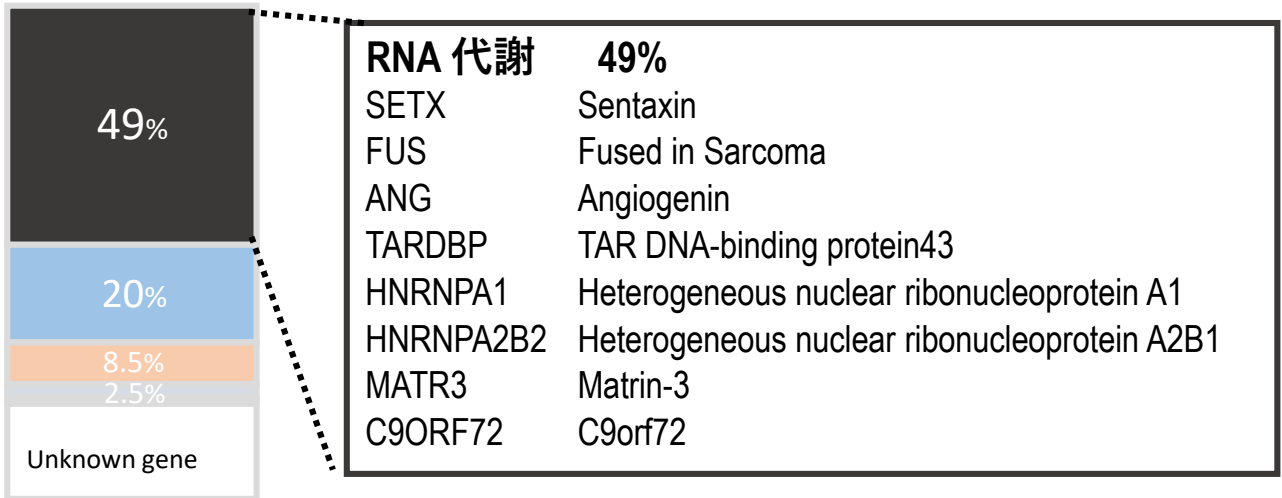 49%
20%
8.5%
2.5%
Unknown gene
RNA 代謝 49%
SETX Sentaxin
FUS Fused in Sarcoma
ANG Angiogenin
TARDBP TAR DNA-binding protein43
HNRNPA1 Heterogeneous nuclear ribonucleoprotein A1
HNRNPA2B2 Heterogeneous nuclear ribonucleoprotein A2B1
MATR3 Matrin-3
C9ORF72 C9orf72